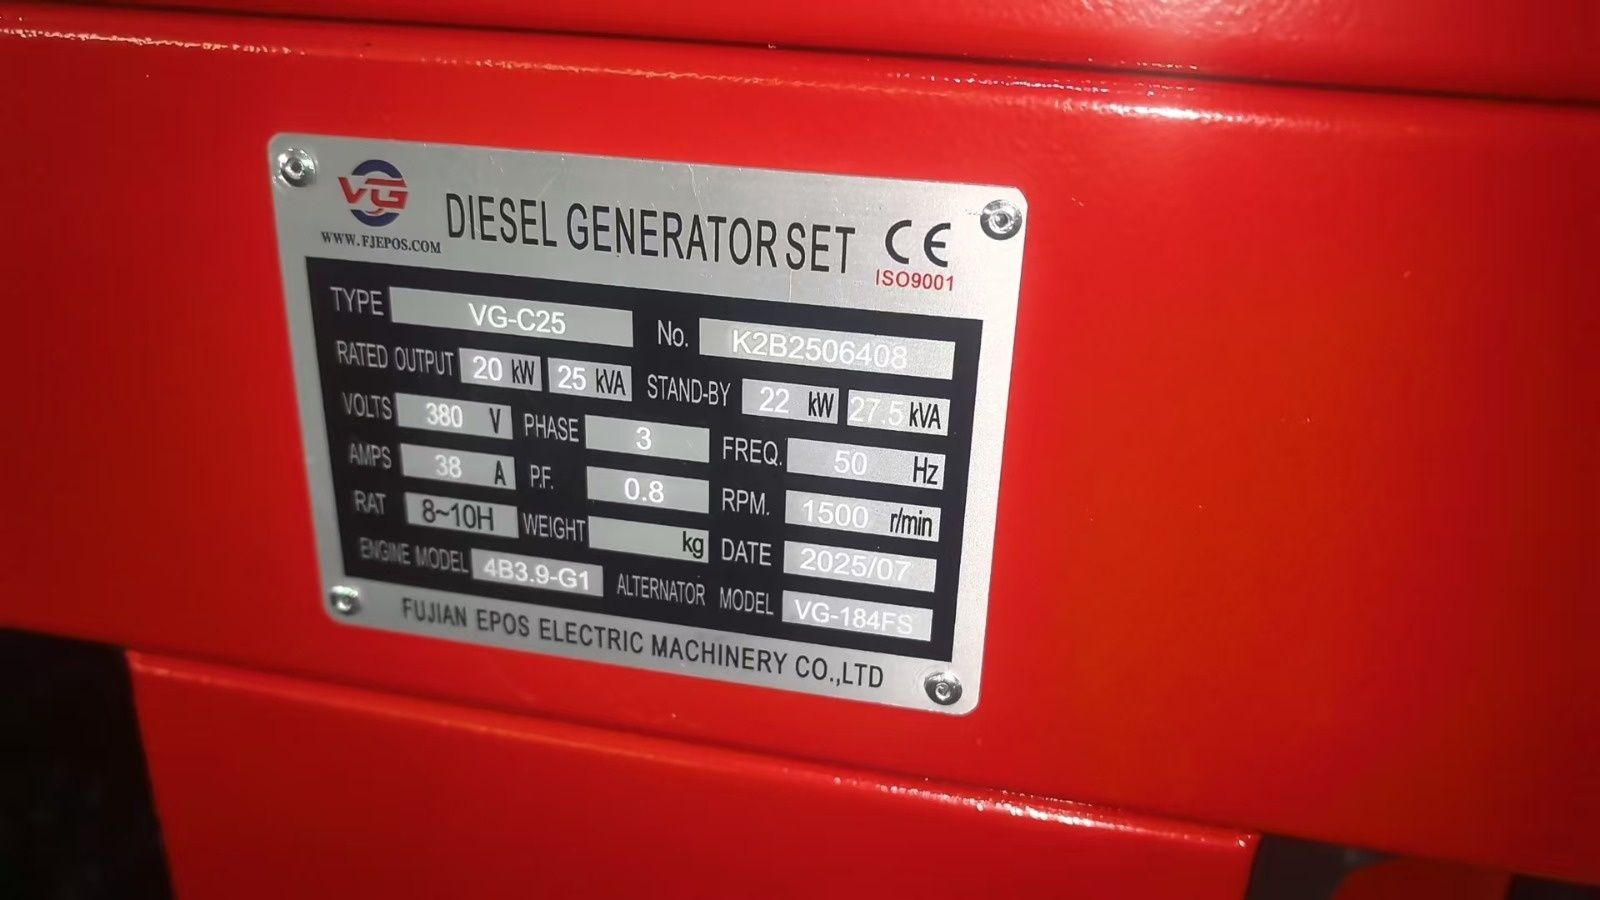 VG
WWW.FJEPOS.COM
DIESEL GENERATOR SET
CE
ISO9001
TYPE VG-C25 No. K2B2506408
RATED OUTPUT 20 kW 25 kVA STAND-BY 22 kW 27.5 kVA
VOLTS 380 V PHASE 3 FREQ. 50 Hz
AMPS 38 A P.F. 0.8 RPM. 1500 r/min
RAT 8~10H WEIGHT kg DATE 2025/07
ENGINE MODEL 4B3.9-G1 ALTERNATOR MODEL VG-184FS
FUJIAN EPOS ELECTRIC MACHINERY CO.,LTD